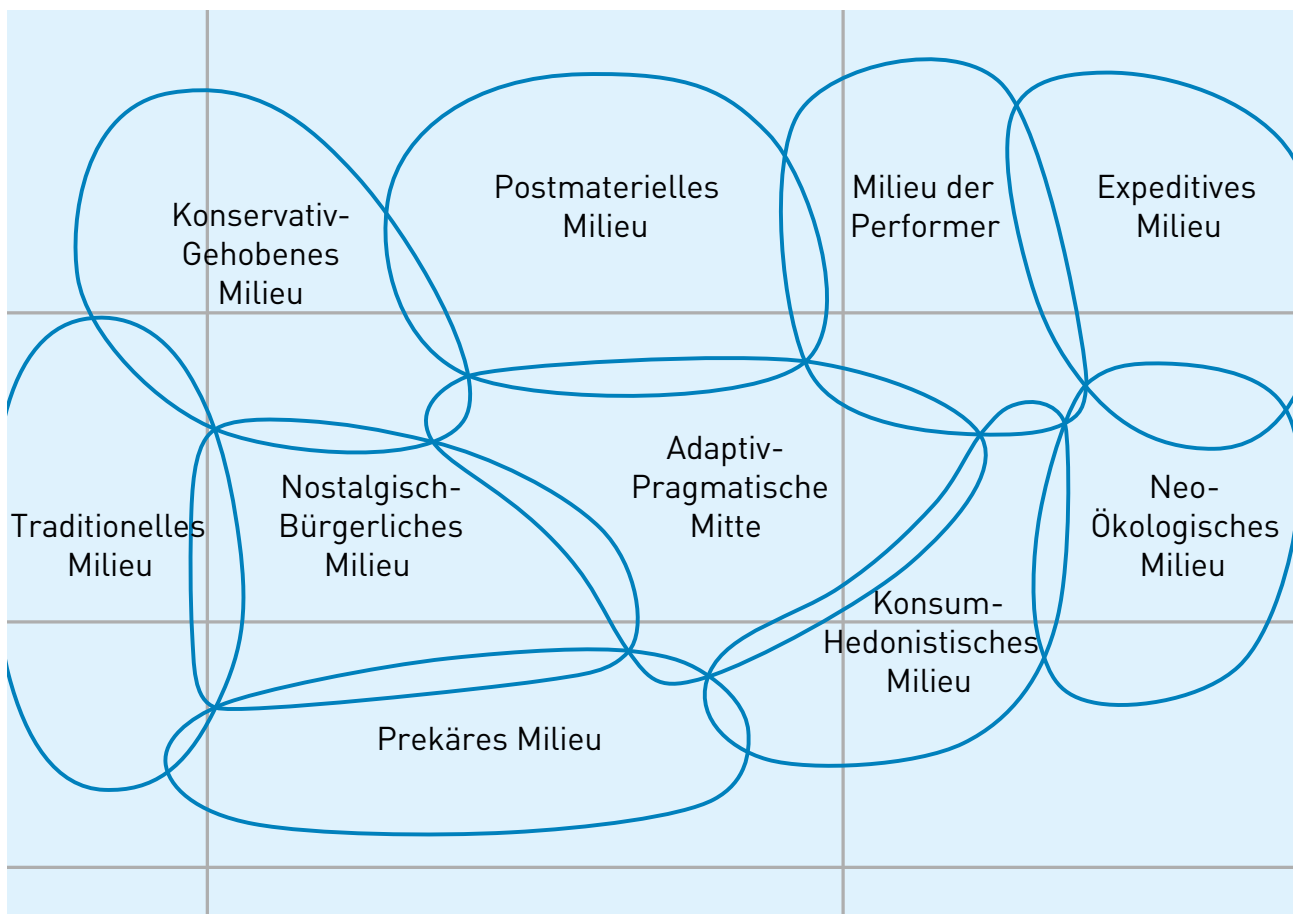 Konservativ-
Gehobenes
Milieu
Postmaterielles
Milieu
Milieu der
Performer
Expeditives
Milieu
Traditionelles
Milieu
Nostalgisch-
Bürgerliches
Milieu
Adaptiv-
Pragmatische
Mitte
Neo-
Ökologisches
Milieu
Konsum-
Hedonistisches
Milieu
Prekäres Milieu